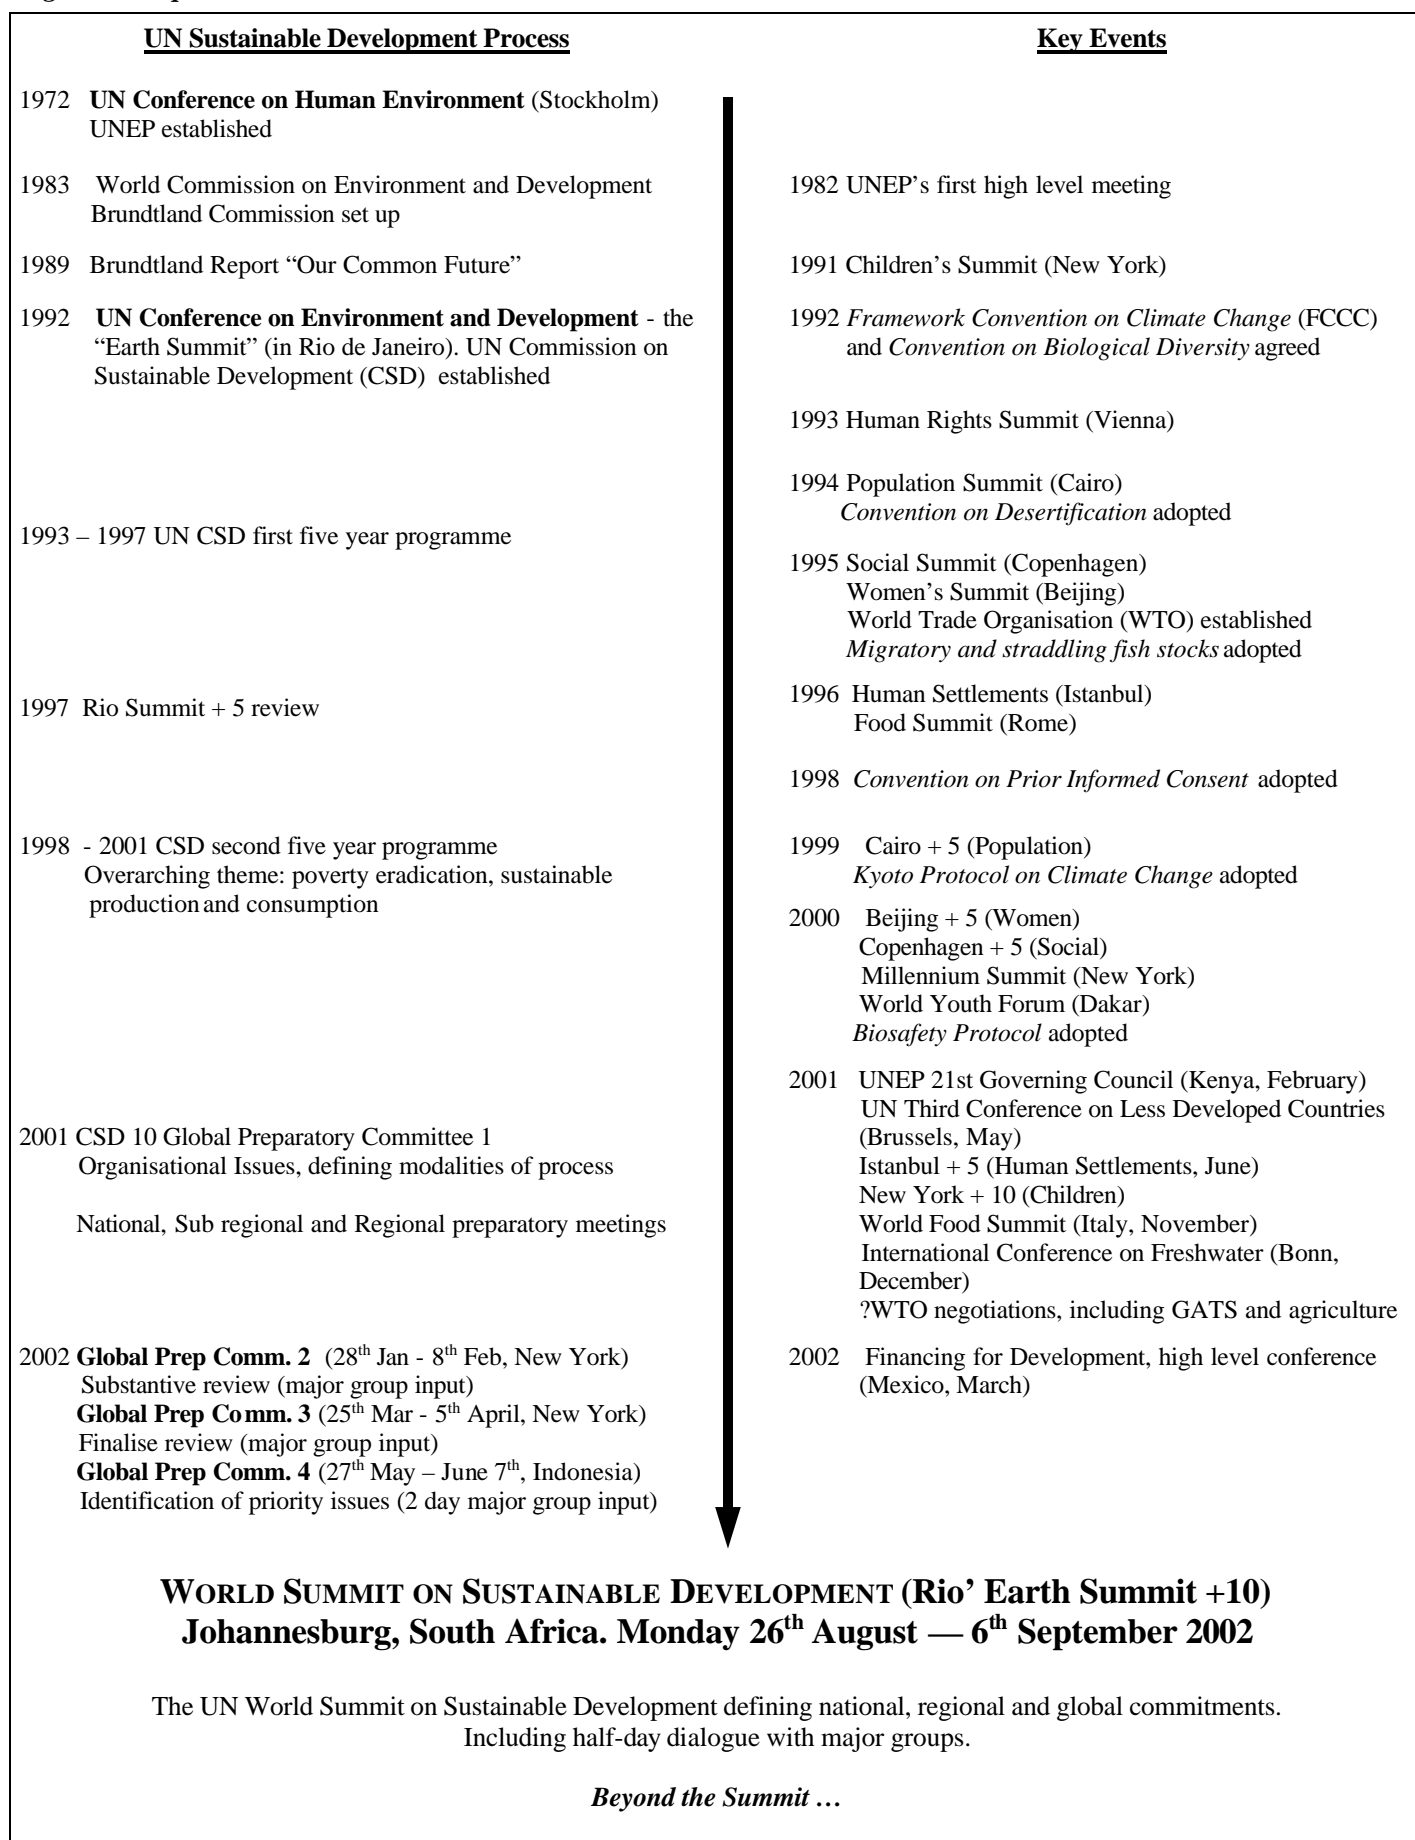 UN Sustainable Development Process
1972 UN Conference on Human Environment (Stockholm)
UNEP established
1983 World Commission on Environment and Development
Brundtland Commission set up
1989 Brundtland Report “Our Common Future”
1992 UN Conference on Environment and Development - the
“Earth Summit” (in Rio de Janeiro). UN Commission on
Sustainable Development (CSD) established
1993 – 1997 UN CSD first five year programme
1997 Rio Summit + 5 review
1998 - 2001 CSD second five year programme
Overarching theme: poverty eradication, sustainable
production and consumption
2001 CSD 10 Global Preparatory Committee 1
Organisational Issues, defining modalities of process
National, Sub regional and Regional preparatory meetings
2002 Global Prep Comm. 2 (28th Jan - 8th Feb, New York)
Substantive review (major group input)
Global Prep Comm. 3 (25th Mar - 5th April, New York)
Finalise review (major group input)
Global Prep Comm. 4 (27th May – June 7th, Indonesia)
Identification of priority issues (2 day major group input)
Key Events
1982 UNEP’s first high level meeting
1991 Children’s Summit (New York)
1992 Framework Convention on Climate Change (FCCC)
and Convention on Biological Diversity agreed
1993 Human Rights Summit (Vienna)
1994 Population Summit (Cairo)
Convention on Desertification adopted
1995 Social Summit (Copenhagen)
Women’s Summit (Beijing)
World Trade Organisation (WTO) established
Migratory and straddling fish stocks adopted
1996 Human Settlements (Istanbul)
Food Summit (Rome)
1998 Convention on Prior Informed Consent adopted
1999 Cairo + 5 (Population)
Kyoto Protocol on Climate Change adopted
2000 Beijing + 5 (Women)
Copenhagen + 5 (Social)
Millennium Summit (New York)
World Youth Forum (Dakar)
Biosafety Protocol adopted
2001 UNEP 21st Governing Council (Kenya, February)
UN Third Conference on Less Developed Countries
(Brussels, May)
Istanbul + 5 (Human Settlements, June)
New York + 10 (Children)
World Food Summit (Italy, November)
International Conference on Freshwater (Bonn,
December)
?WTO negotiations, including GATS and agriculture
2002 Financing for Development, high level conference
(Mexico, March)
WORLD SUMMIT ON SUSTAINABLE DEVELOPMENT (Rio’ Earth Summit +10)
Johannesburg, South Africa. Monday 26th August — 6th September 2002
The UN World Summit on Sustainable Development defining national, regional and global commitments.
Including half-day dialogue with major groups.
Beyond the Summit …